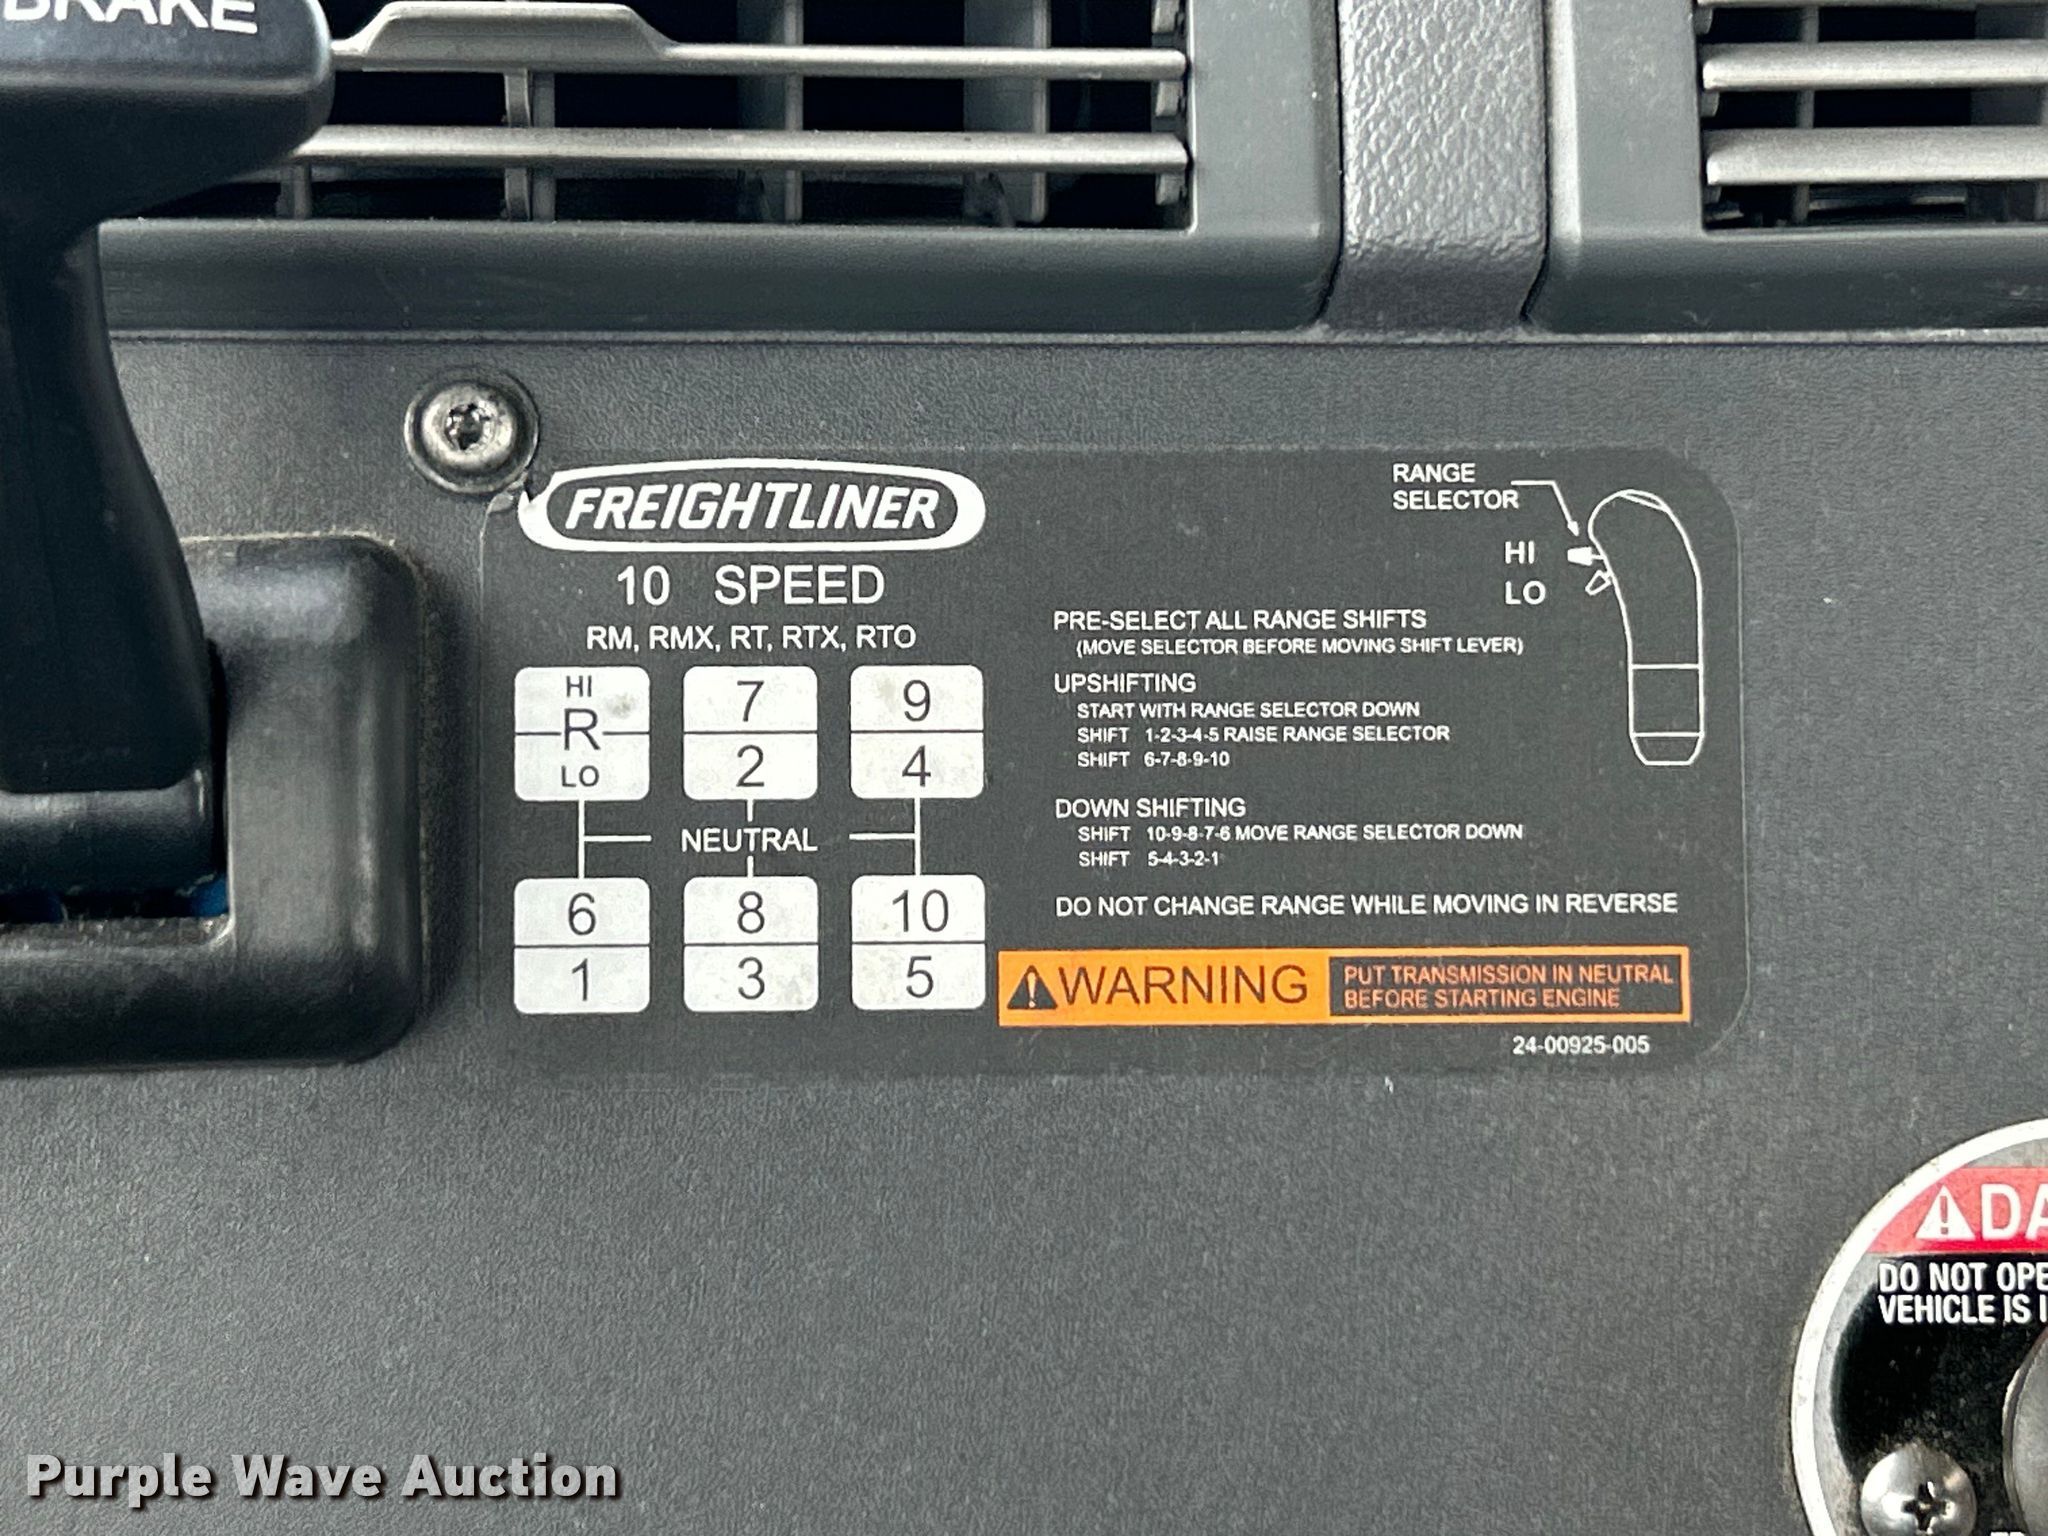 BRAKE
FREIGHTLINER
10 SPEED
RM, RMX, RT, RTX, RTO
HI
R
LO
7
2
9
4
NEUTRAL
6
1
8
3
10
5
RANGE
SELECTOR
HI
LO
PRE-SELECT ALL RANGE SHIFTS
(MOVE SELECTOR BEFORE MOVING SHIFT LEVER)
UPSHIFTING
START WITH RANGE SELECTOR DOWN
SHIFT 1-2-3-4-5 RAISE RANGE SELECTOR
SHIFT 6-7-8-9-10
DOWN SHIFTING
SHIFT 10-9-8-7-6 MOVE RANGE SELECTOR DOWN
SHIFT 5-4-3-2-1
DO NOT CHANGE RANGE WHILE MOVING IN REVERSE
WARNING
PUT TRANSMISSION IN NEUTRAL
BEFORE STARTING ENGINE
24-00925-005
DA
DO NOT OPE
VEHICLE IS I
Purple Wave Auction